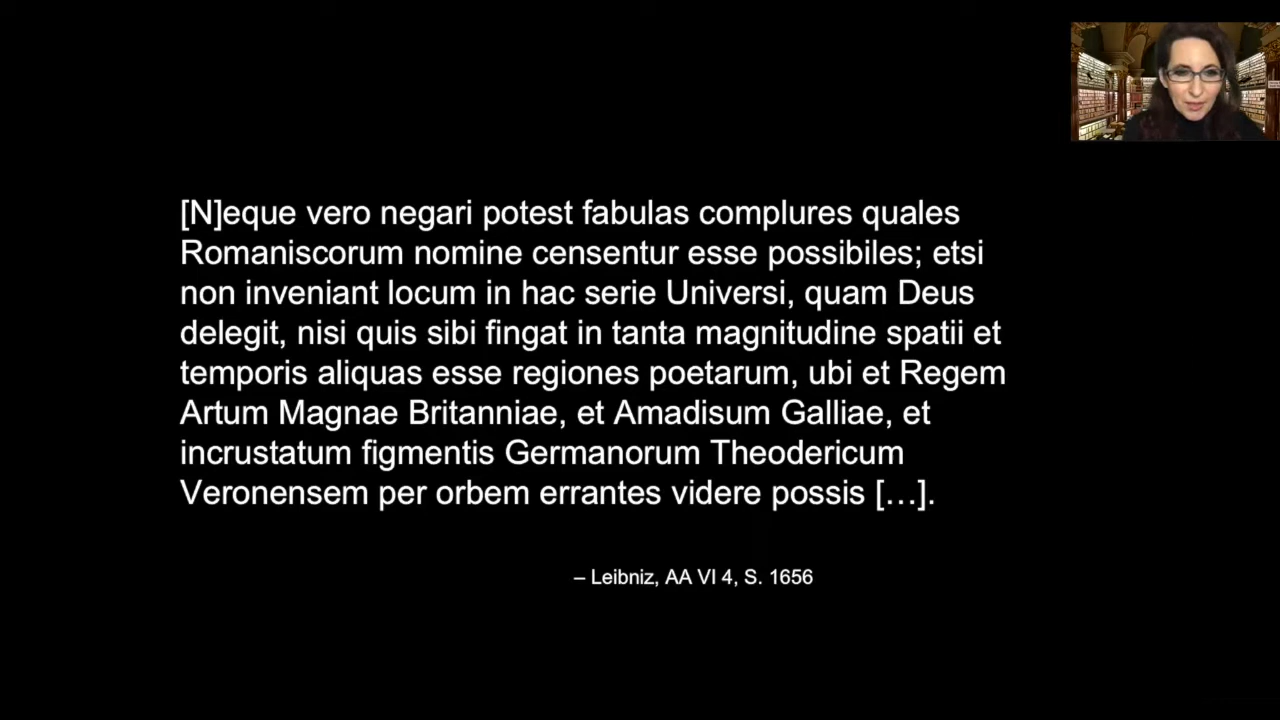 [N]eque vero negari potest fabulas complures quales
Romaniscorum nomine censentur esse possibiles; etsi
non inveniant locum in hac serie Universi, quam Deus
delegit, nisi quis sibi fingat in tanta magnitudine spatii et
temporis aliquas esse regiones poetarum, ubi et Regem
Artum Magnae Britanniae, et Amadisum Galliae, et
incrustatum figmentis Germanorum Theodericum
Veronensem per orbem errantes videre possis […].
– Leibniz, AA VI 4, S. 1656